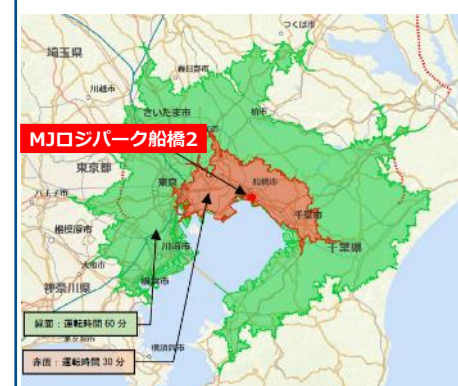 つくば市
埼玉県
春日部市
川越市
さいたま市
柏市
MJロジパーク船橋2
東京都
東京
船橋市
八王子市
千葉市
相模原市
川崎市
千葉県
大和市
横浜市
神奈川県
緑面：運転時間 60 分
横須賀市
赤面：運転時間 30 分